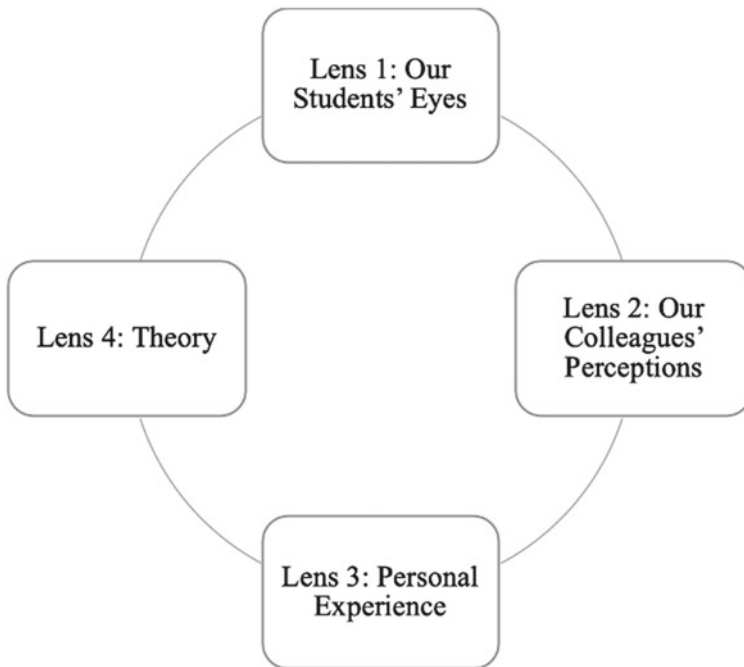 Lens 1: Our
Students’ Eyes
Lens 2: Our
Colleagues’
Perceptions
Lens 3: Personal
Experience
Lens 4: Theory